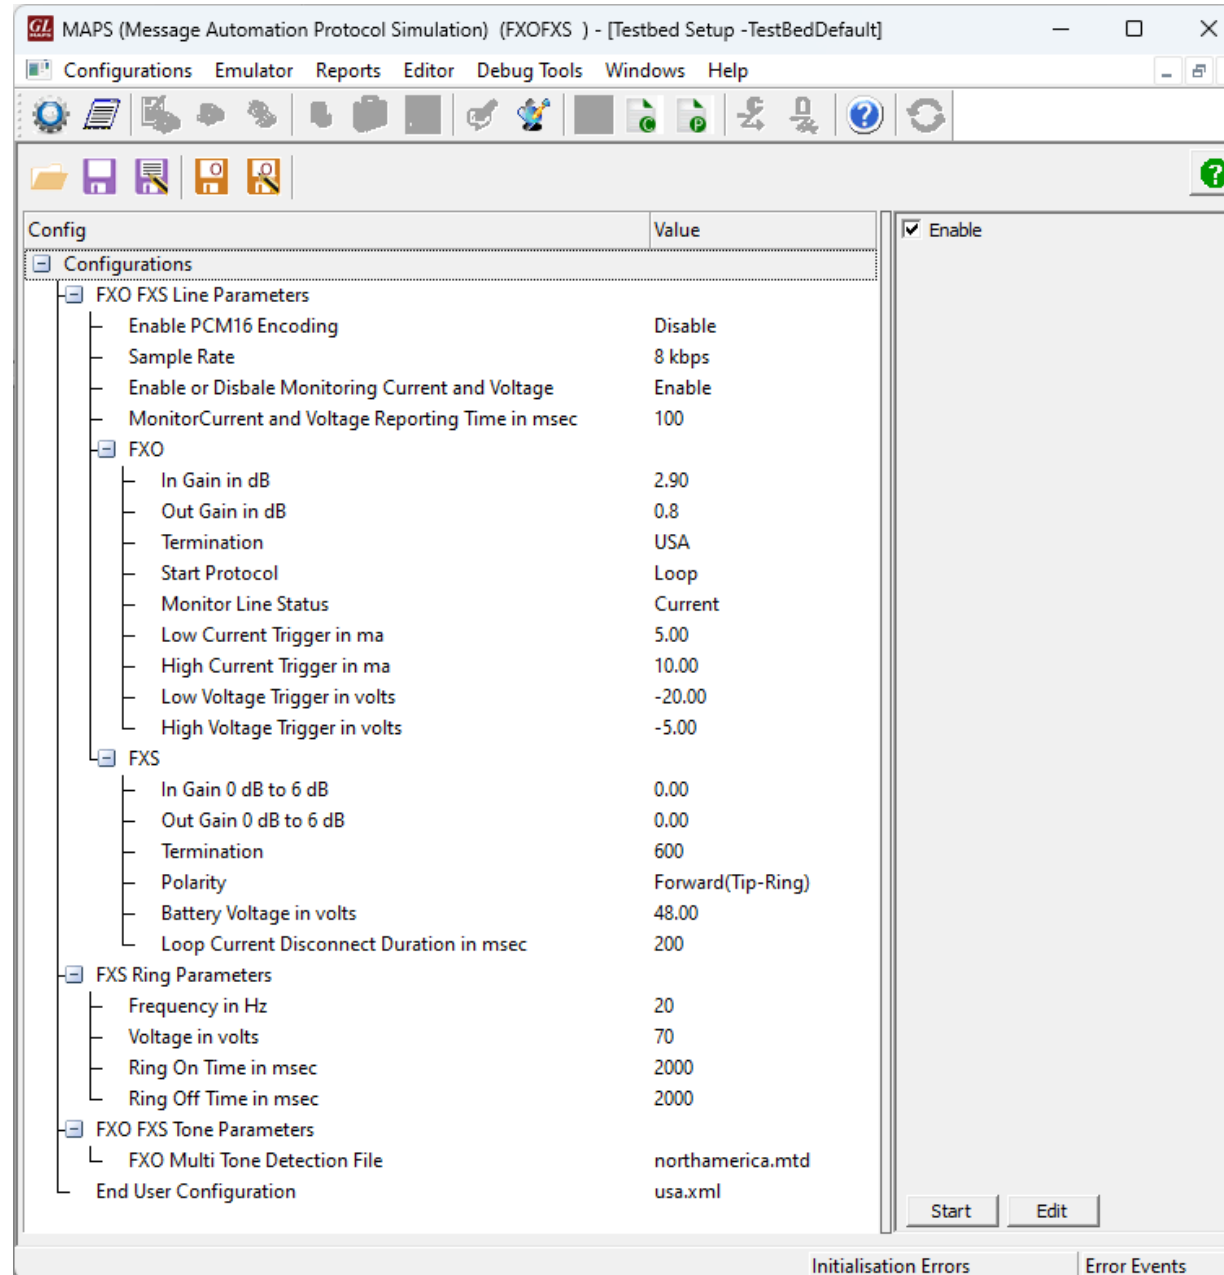 GL
MAPS
MAPS (Message Automation Protocol Simulation)  (FXOFXS  ) - [Testbed Setup -TestBedDefault]
Configurations Emulator Reports Editor Debug Tools Windows Help
Config Value
Enable
Configurations
FXO FXS Line Parameters
Enable PCM16 Encoding Disable
Sample Rate 8 kbps
Enable or Disbale Monitoring Current and Voltage Enable
MonitorCurrent and Voltage Reporting Time in msec 100
FXO
In Gain in dB 2.90
Out Gain in dB 0.8
Termination USA
Start Protocol Loop
Monitor Line Status Current
Low Current Trigger in ma 5.00
High Current Trigger in ma 10.00
Low Voltage Trigger in volts -20.00
High Voltage Trigger in volts -5.00
FXS
In Gain 0 dB to 6 dB 0.00
Out Gain 0 dB to 6 dB 0.00
Termination 600
Polarity Forward(Tip-Ring)
Battery Voltage in volts 48.00
Loop Current Disconnect Duration in msec 200
FXS Ring Parameters
Frequency in Hz 20
Voltage in volts 70
Ring On Time in msec 2000
Ring Off Time in msec 2000
FXO FXS Tone Parameters
FXO Multi Tone Detection File northamerica.mtd
End User Configuration usa.xml
Start Edit
Initialisation Errors Error Events